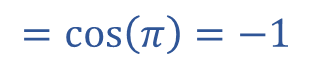 = cos(π) = −1